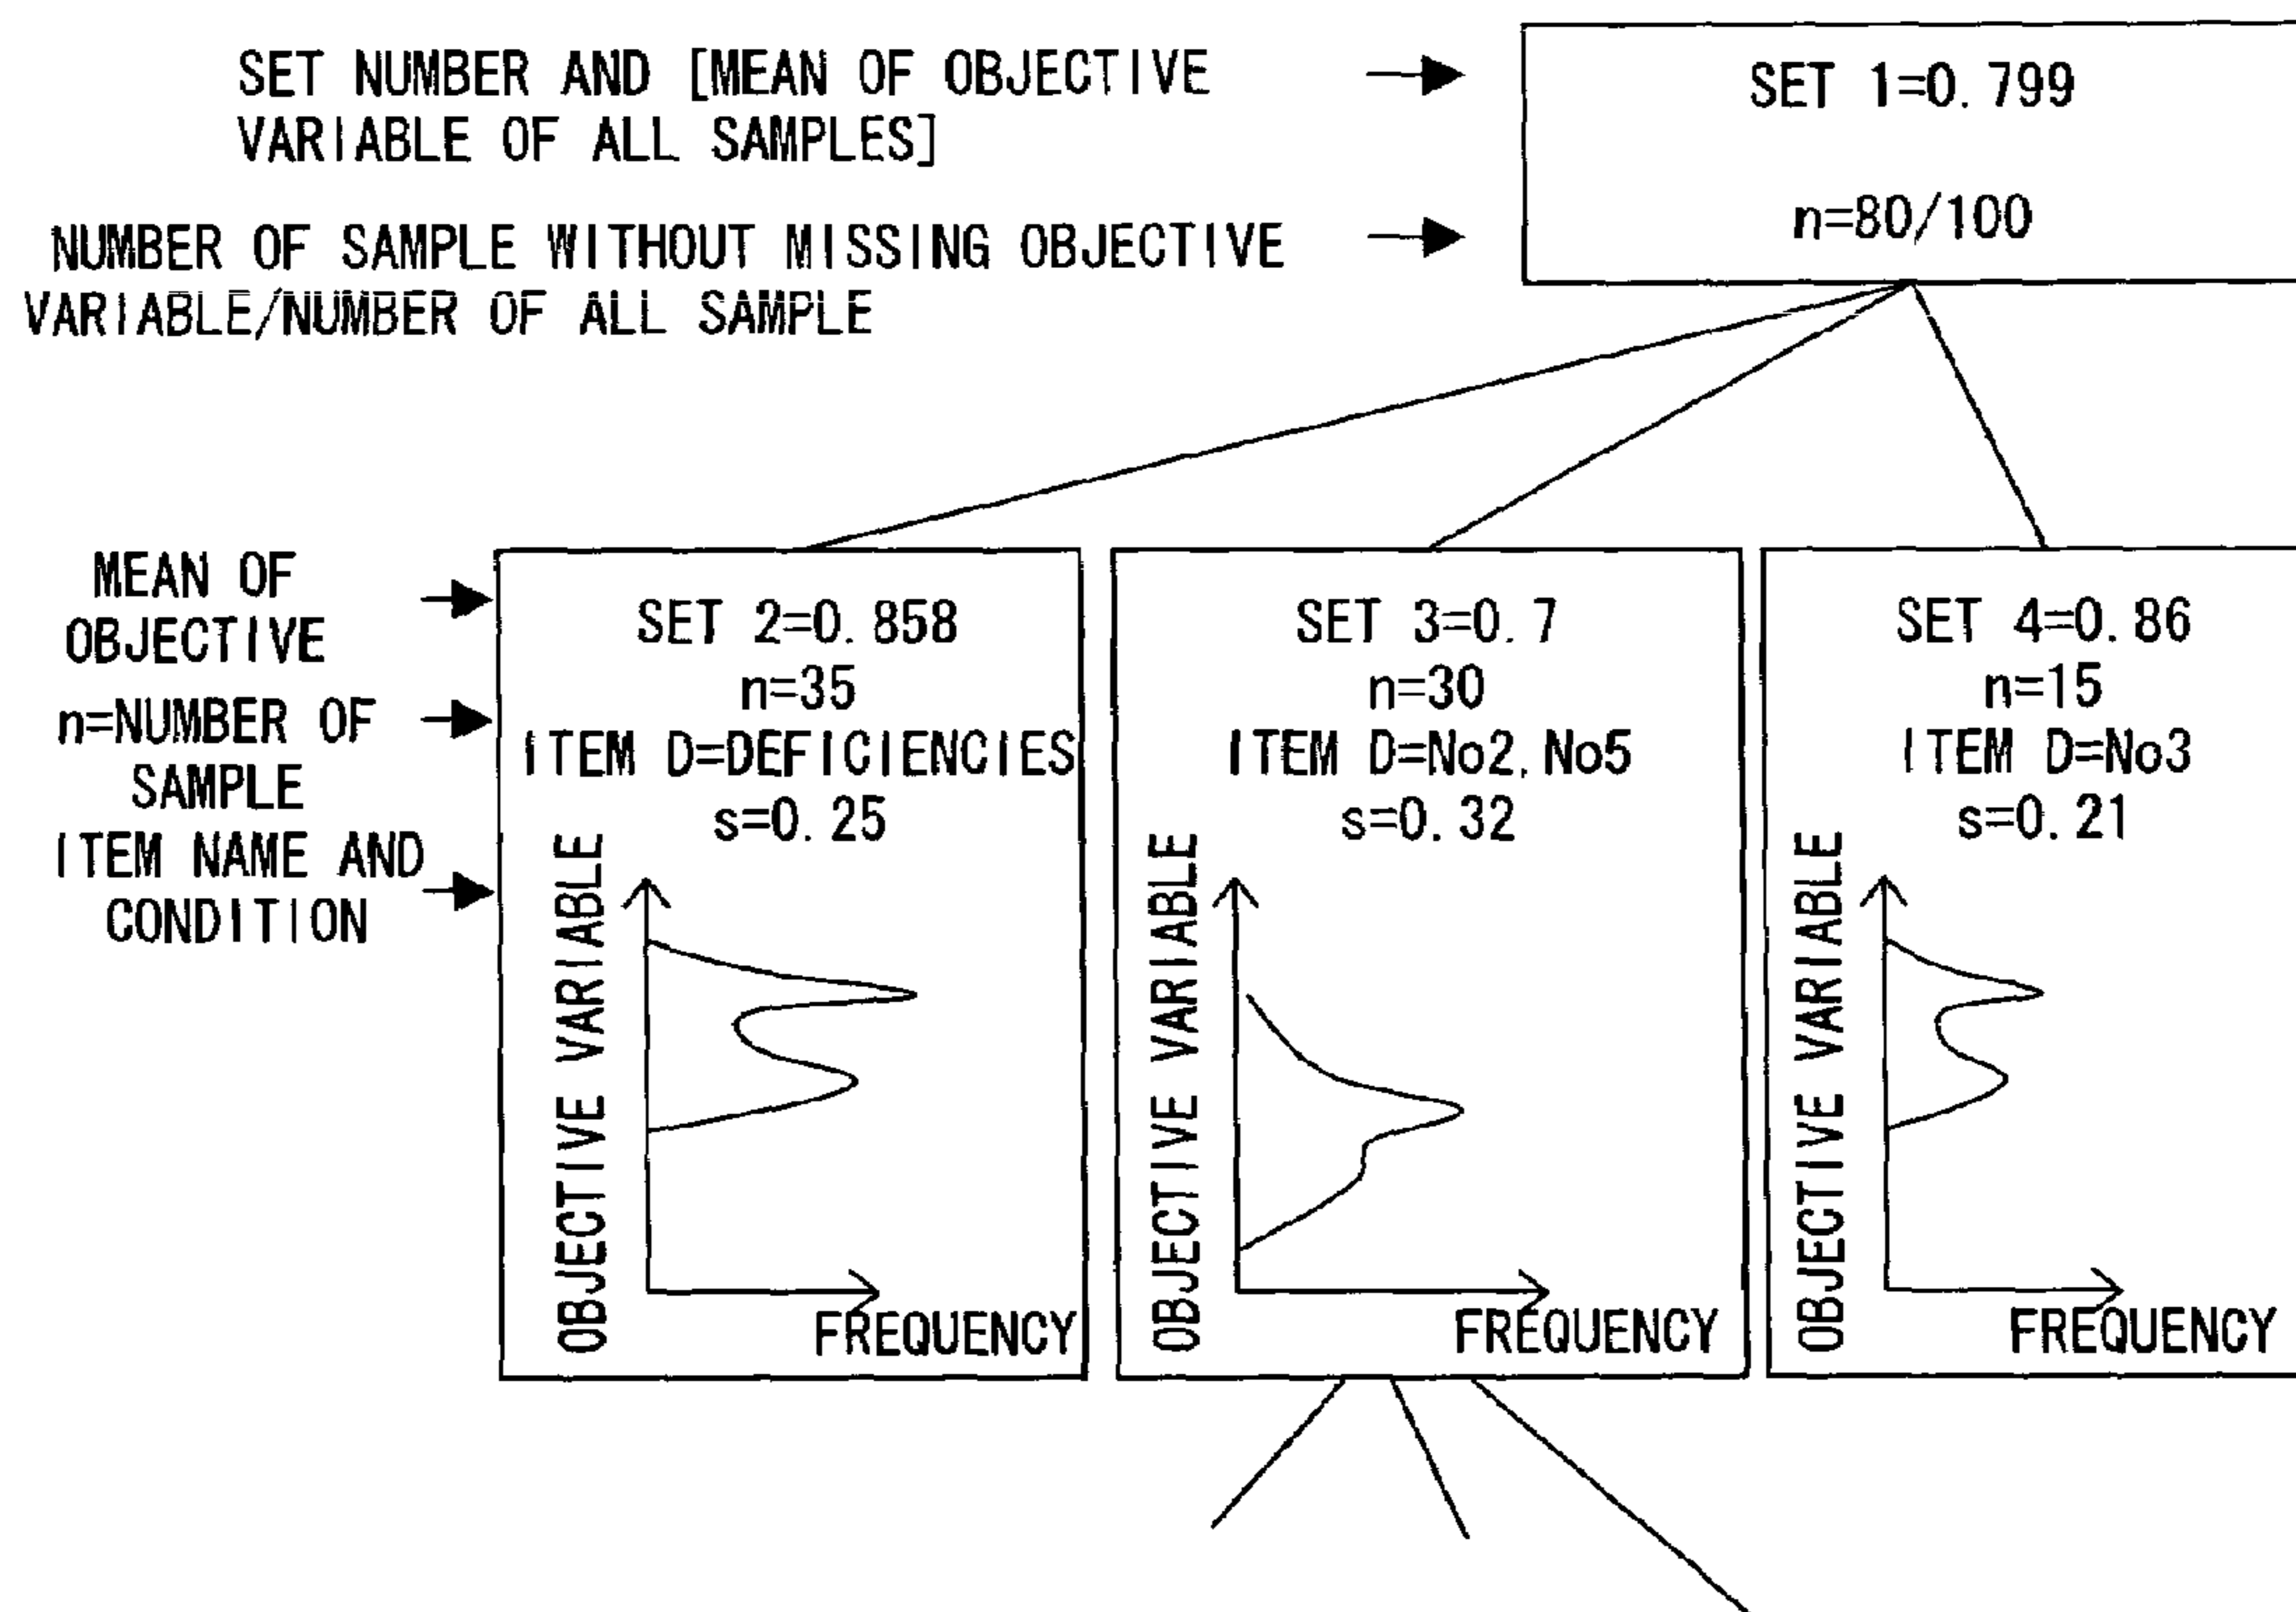 SET NUMBER AND [MEAN OF OBJECTIVE
VARIABLE OF ALL SAMPLES]
SET 1=0.799
NUMBER OF SAMPLE WITHOUT MISSING OBJECTIVE
VARIABLE/NUMBER OF ALL SAMPLE
n=80/100
MEAN OF
OBJECTIVE
n=NUMBER OF
SAMPLE
ITEM NAME AND
CONDITION
SET 2=0.858
n=35
ITEM D=DEFICIENCIES
s=0.25
OBJECTIVE VARIABLE
FREQUENCY
SET 3=0.7
n=30
ITEM D=No2, No5
s=0.32
OBJECTIVE VARIABLE
FREQUENCY
SET 4=0.86
n=15
ITEM D=No3
s=0.21
OBJECTIVE VARIABLE
FREQUENCY